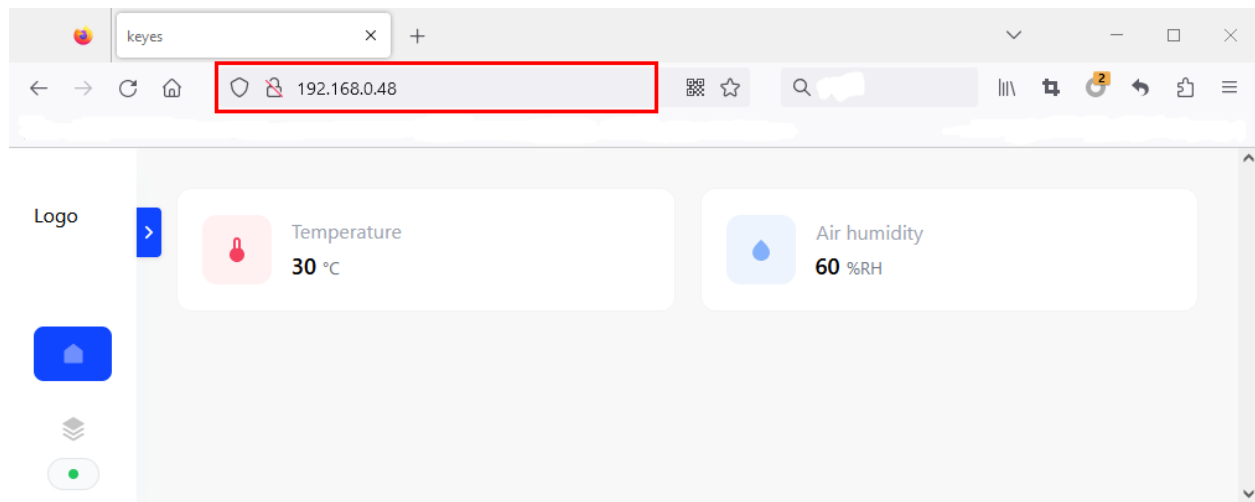 keyes
192.168.0.48
2
Logo
Temperature
30 °C
Air humidity
60 %RH